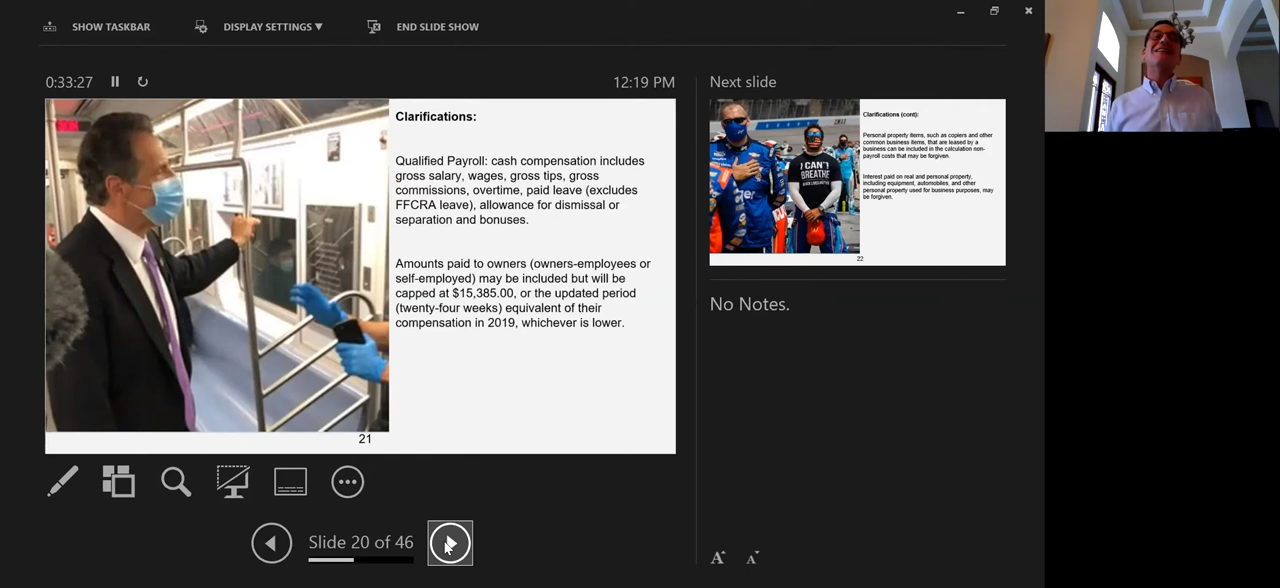 SHOW TASKBAR
DISPLAY SETTINGS ▼
END SLIDE SHOW
0:33:27
12:19 PM
Clarifications:
Qualified Payroll: cash compensation includes
gross salary, wages, gross tips, gross
commissions, overtime, paid leave (excludes
FFCRA leave), allowance for dismissal or
separation and bonuses.
Amounts paid to owners (owners-employees or
self-employed) may be included but will be
capped at $15,385.00, or the updated period
(twenty-four weeks) equivalent of their
compensation in 2019, whichever is lower.
21
Slide 20 of 46
Next slide
I CAN'T
BREATHE
Clarifications (cont):
Personal property items, such as copiers and other
common business items, that are leased by a
business can be included in the calculation non-
payroll costs that may be forgiven.
Interest paid on real and personal property,
including equipment, automobiles, and other
personal property used for business purposes, may
be forgiven.
22
No Notes.
A A